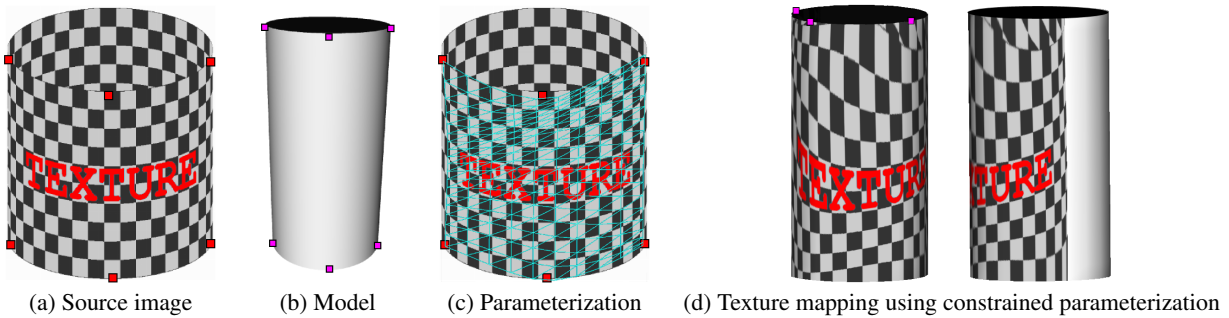 TEXTURE
TEXTURE
TEXTURE
TURE
(a) Source image
(b) Model
(c) Parameterization
(d) Texture mapping using constrained parameterization